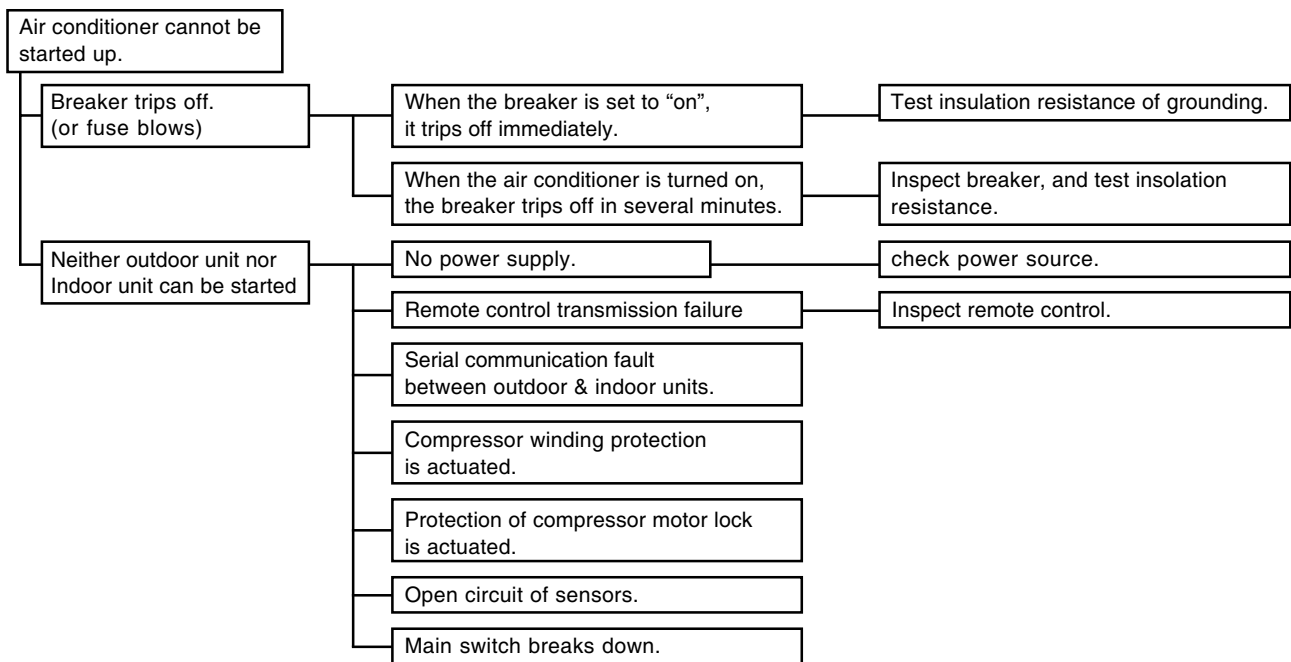 Air conditioner cannot be
started up.
Breaker trips off.
(or fuse blows)
When the breaker is set to “on”,
it trips off immediately.
Test insulation resistance of grounding.
When the air conditioner is turned on,
the breaker trips off in several minutes.
Inspect breaker, and test insolation
resistance.
Neither outdoor unit nor
Indoor unit can be started
No power supply.
check power source.
Remote control transmission failure
Inspect remote control.
Serial communication fault
between outdoor & indoor units.
Compressor winding protection
is actuated.
Protection of compressor motor lock
is actuated.
Open circuit of sensors.
Main switch breaks down.